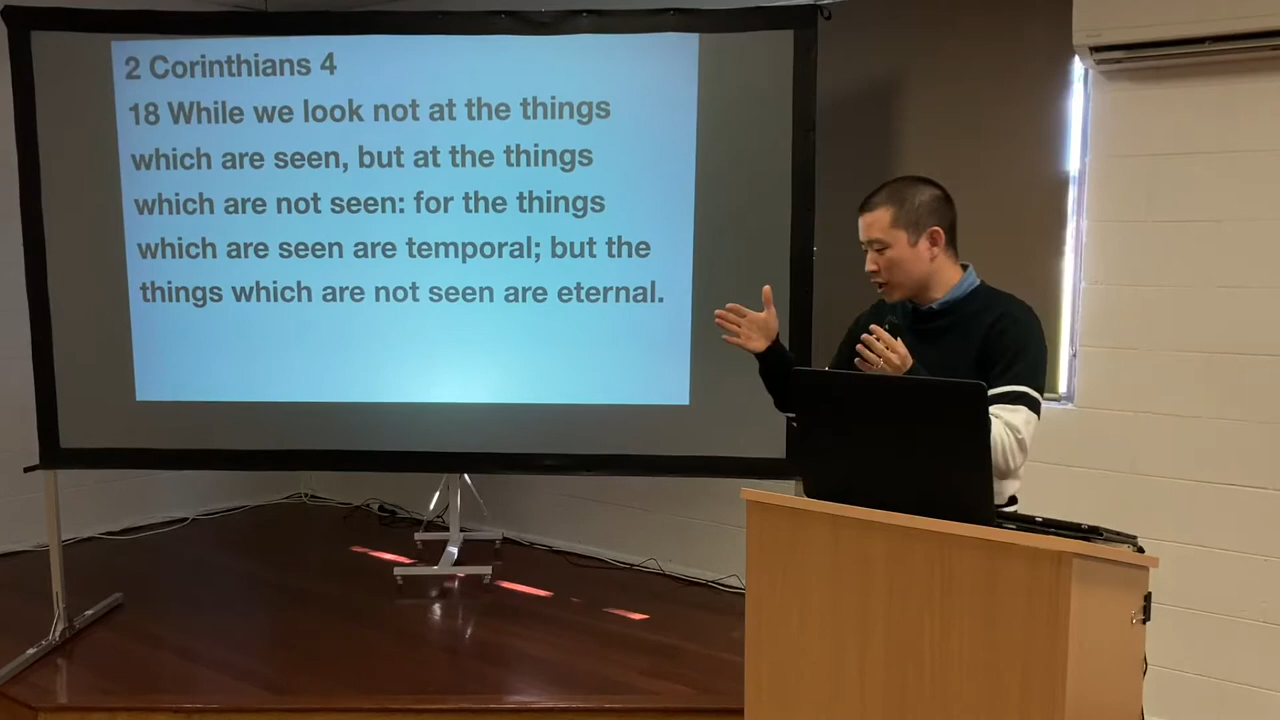 2 Corinthians 4
18 While we look not at the things
which are seen, but at the things
which are not seen: for the things
which are seen are temporal; but the
things which are not seen are eternal.